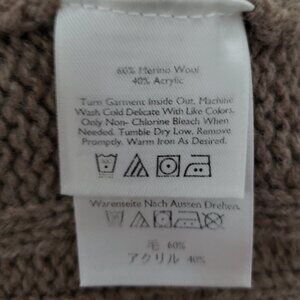 60% Merino Wool
40% Acrylic
Turn Garment Inside Out, Machine
Wash Cold Delicate With Like Colors.
Only Non- Chlorine Bleach When
Needed. Tumble Dry Low. Remove
Promptly. Warm Iron As Desired.
Warenseite Nach Aussen Drehen.
毛 60%
アクリル 40%